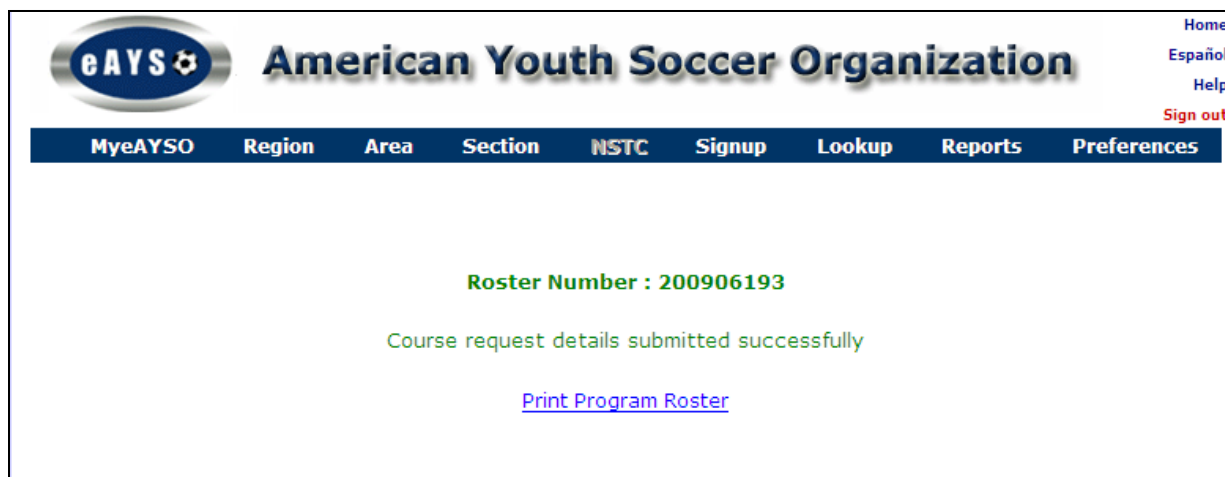 eAYSO
American Youth Soccer Organization
Home
Español
Help
Sign out
MyeAYSO Region Area Section NSTC Signup Lookup Reports Preferences
Roster Number : 200906193
Course request details submitted successfully
Print Program Roster